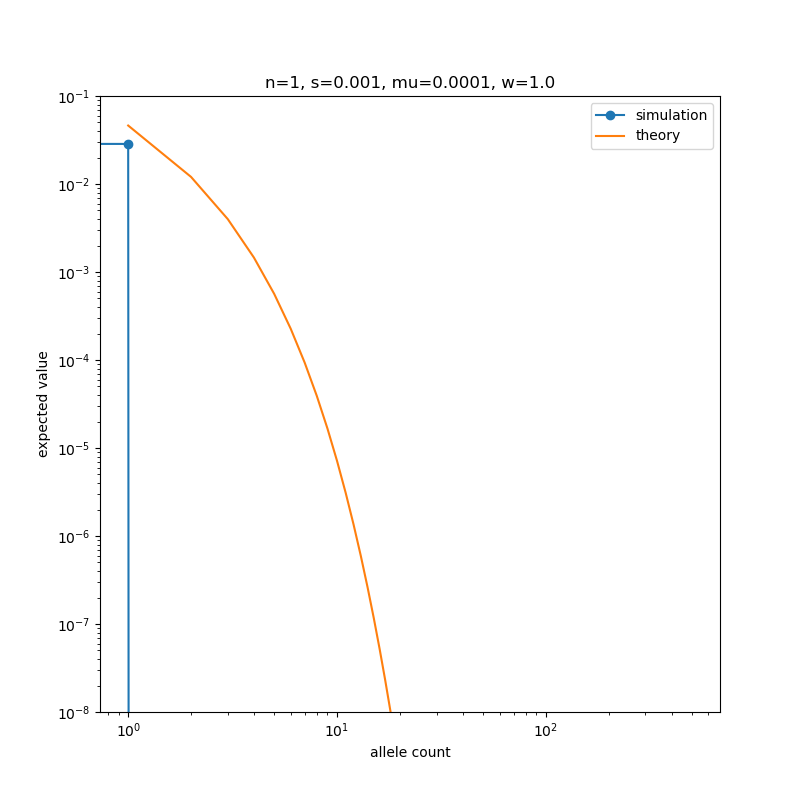 n=1, s=0.001, mu=0.0001, w=1.0
simulation
theory
10⁻¹
10⁻²
10⁻³
10⁻⁴
10⁻⁵
10⁻⁶
10⁻⁷
10⁻⁸
expected value
10⁰
10¹
10²
allele count